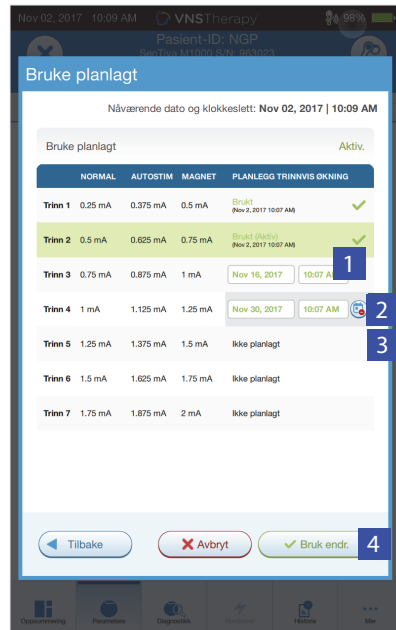 Nov 02, 2017 10:09 AM VNSTherapy 98%
Pasient-ID: NGP
SenTiva M1000 S/N: 963023
Bruke planlagt
Nåværende dato og klokkeslett: Nov 02, 2017 | 10:09 AM
Bruke planlagt Aktiv.
NORMAL AUTOSTIM MAGNET PLANLEGG TRINNVIS ØKNING
Trinn 1 0.25 mA 0.375 mA 0.5 mA Brukt
(Nov 2, 2017 10:07 AM)
Trinn 2 0.5 mA 0.625 mA 0.75 mA Brukt (Aktiv)
(Nov 2, 2017 10:07 AM)
1
Trinn 3 0.75 mA 0.875 mA 1 mA Nov 16, 2017 10:07 AM
Trinn 4 1 mA 1.125 mA 1.25 mA Nov 30, 2017 10:07 AM 2
Trinn 5 1.25 mA 1.375 mA 1.5 mA Ikke planlagt 3
Trinn 6 1.5 mA 1.625 mA 1.75 mA Ikke planlagt
Trinn 7 1.75 mA 1.875 mA 2 mA Ikke planlagt
Tilbake Avbryt Bruk endr. 4
Oppsummering Parametere Diagnostikk Historie Mer